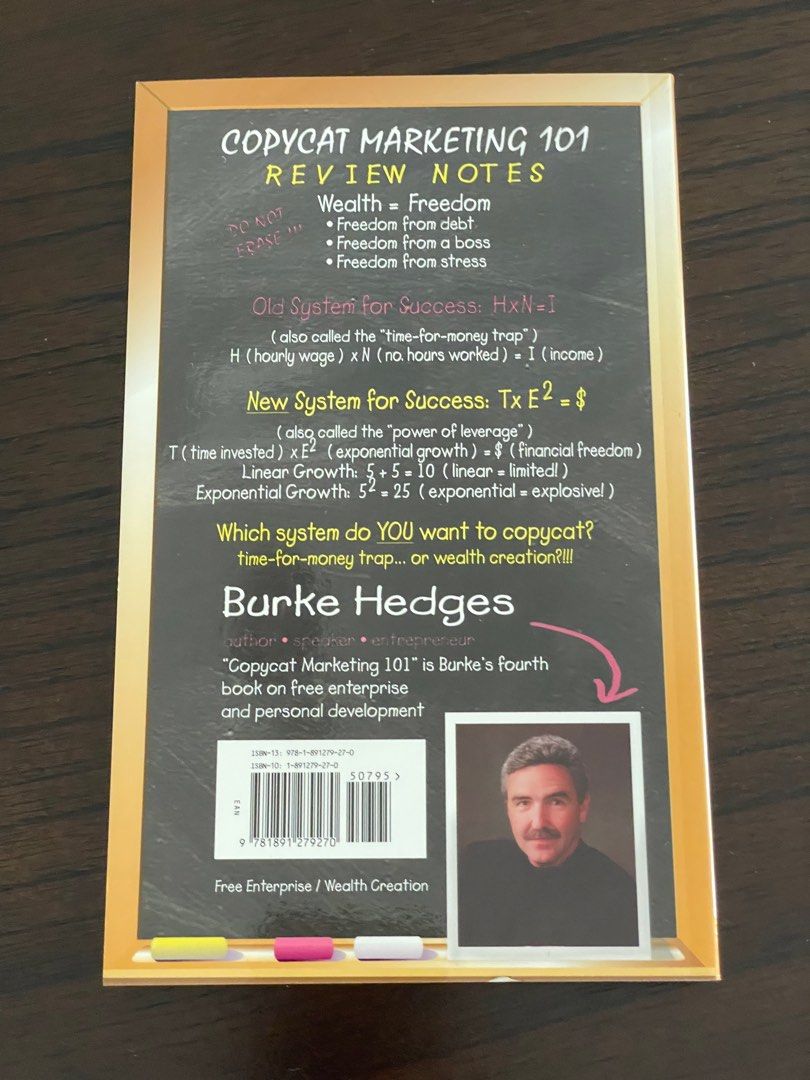 COPYCAT MARKETING 101
REVIEW NOTES
DO NOT
ERASE !!!
Wealth = Freedom
• Freedom from debt
• Freedom from a boss
• Freedom from stress
Old System for Success: HxN=I
( also called the "time-for-money trap" )
H ( hourly wage ) x N ( no. hours worked ) = I ( income )
New System for Success: Tx E² = $
( also called the "power of leverage" )
T ( time invested ) x E² ( exponential growth ) = $ ( financial freedom )
Linear Growth: 5 + 5 = 10 ( linear = limited! )
Exponential Growth: 5² = 25 ( exponential = explosive! )
Which system do YOU want to copycat?
time-for-money trap... or wealth creation?!!!
Burke Hedges
author • speaker • entrepreneur
"Copycat Marketing 101" is Burke's fourth
book on free enterprise
and personal development
ISBN-13: 978-1-891279-27-0
ISBN-10: 1-891279-27-0
50795 >
EAN
9 781891 279270
Free Enterprise / Wealth Creation